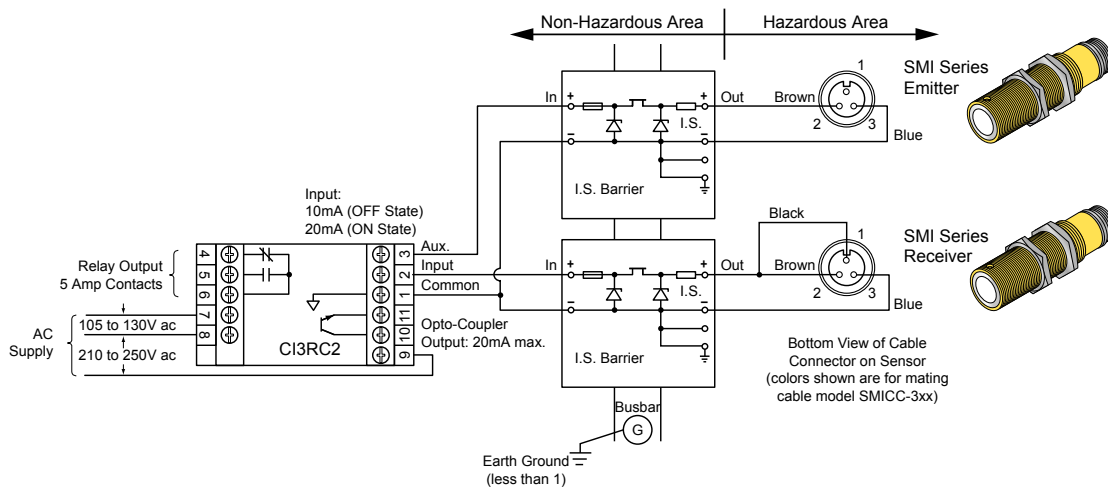 Non-Hazardous Area
Hazardous Area
SMI Series
Emitter
1
In
+
+
Out
Brown
I.S.
2
3
–
–
Blue
I.S. Barrier
Input:
10mA (OFF State)
20mA (ON State)
Black
1
SMI Series
Receiver
Aux.
4
3
Relay Output
5 Amp Contacts
5
2
Input
In
+
+
Out
Brown
I.S.
2
3
6
1
Common
–
–
Blue
7
11
105 to 130V ac
Opto-Coupler
Output: 20mA max.
AC
Supply
8
10
210 to 250V ac
CI3RC2
9
I.S. Barrier
Bottom View of Cable
Connector on Sensor
(colors shown are for mating
cable model SMICC-3xx)
Busbar
G
Earth Ground
(less than 1)